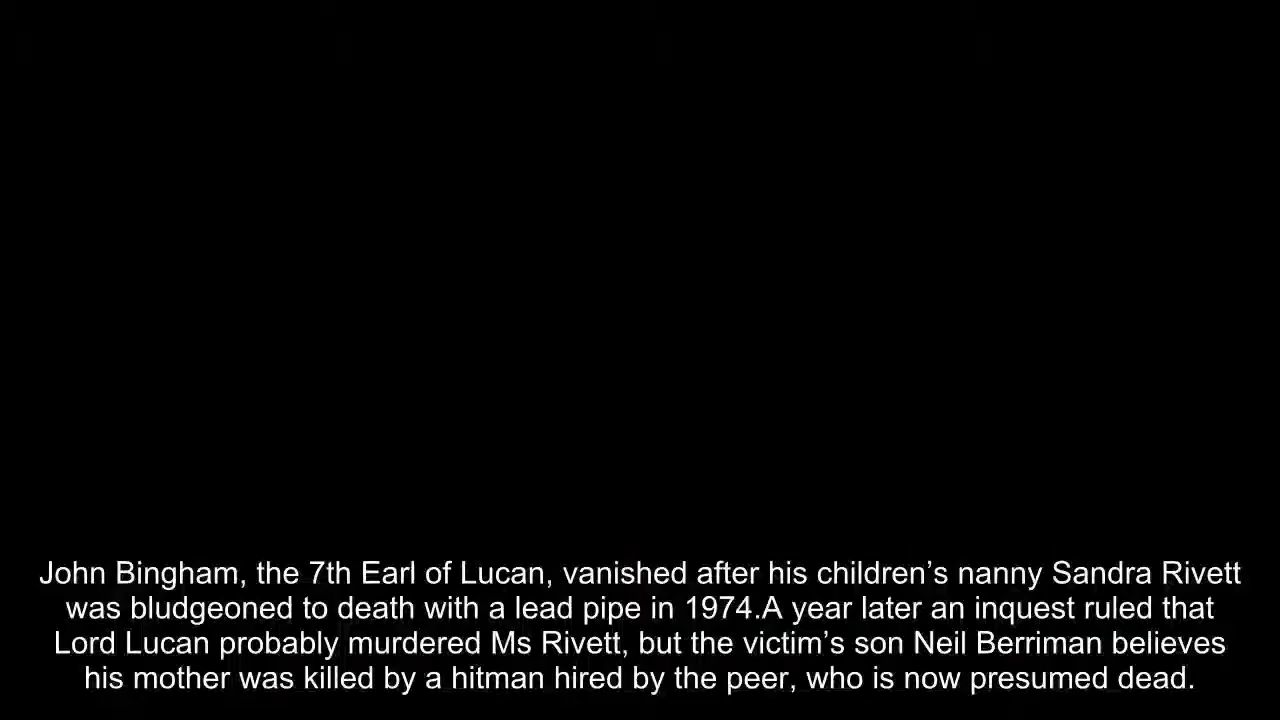 John Bingham, the 7th Earl of Lucan, vanished after his children’s nanny Sandra Rivett
was bludgeoned to death with a lead pipe in 1974.A year later an inquest ruled that
Lord Lucan probably murdered Ms Rivett, but the victim’s son Neil Berriman believes
his mother was killed by a hitman hired by the peer, who is now presumed dead.